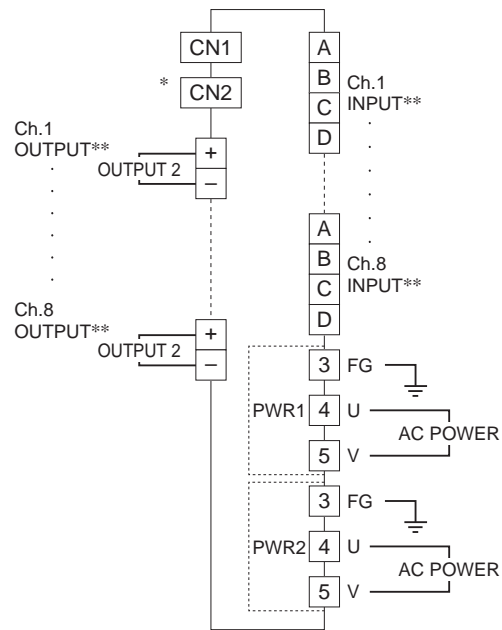 CN1
* CN2
Ch.1
OUTPUT**
+
OUTPUT 2
–
Ch.8
OUTPUT**
+
OUTPUT 2
–
A
B
C
D
Ch.1
INPUT**
A
B
C
D
Ch.8
INPUT**
3 FG
PWR1 4 U
AC POWER
5 V
3 FG
PWR2 4 U
AC POWER
5 V